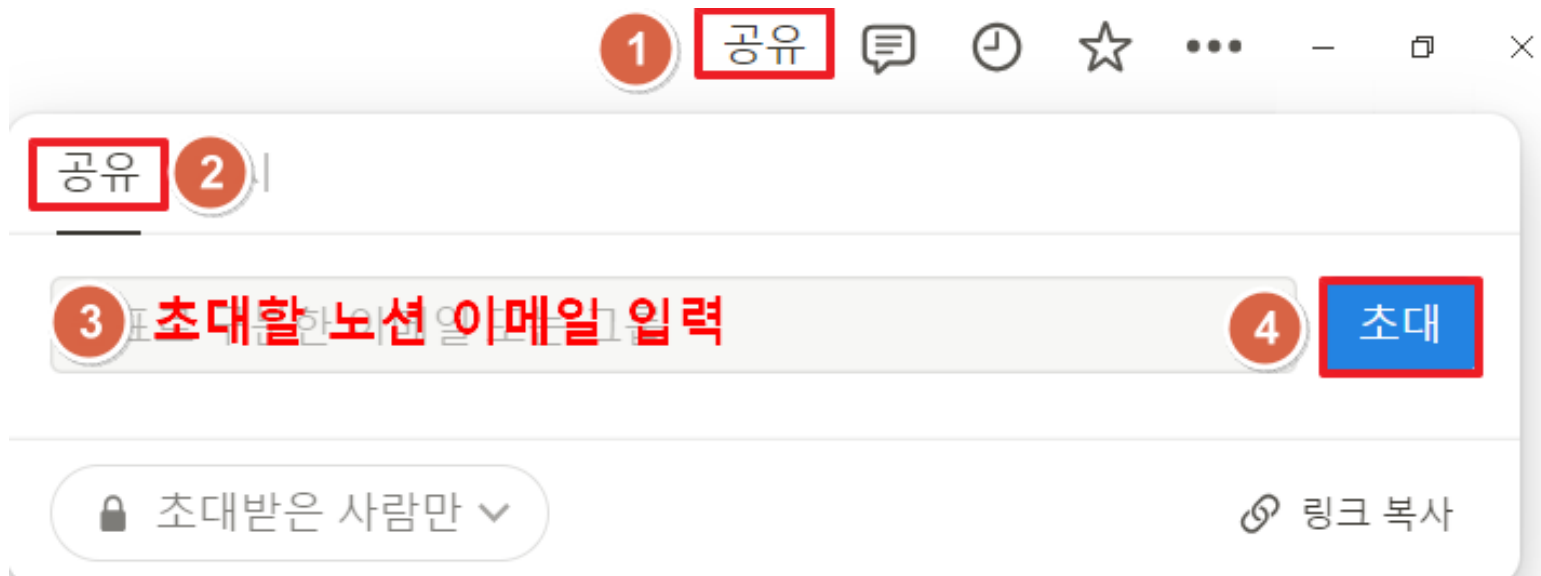 1 공유
공유 2
3 초대할 노션 이메일 입력 4 초대
초대받은 사람만 링크 복사